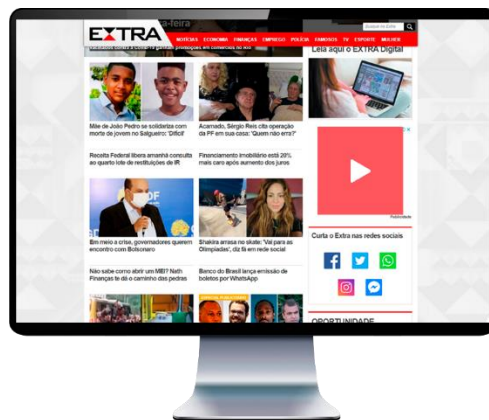 EXTRA
NOTÍCIAS ECONOMIA FINANÇAS EMPREGO POLÍCIA FAMOSOS TV ESPORTE MULHER
Leia aqui o EXTRA Digital
Mãe de João Pedro se solidariza com
morte de jovem no Salgueiro: 'Difícil'
Acamado, Sérgio Reis cita operação
da PF em sua casa: 'Quem não erra?'
Receita Federal libera amanhã consulta
ao quarto lote de restituições de IR
Financiamento imobiliário está 20%
mais caro após aumento dos juros
Publicidade
Curta o Extra nas redes sociais
Em meio a crise, governadores querem
encontro com Bolsonaro
Shakira arrasa no skate: 'Vai para as
Olimpíadas', diz fã em rede social
Não sabe como abrir um MEI? Nath
Finanças te dá o caminho das pedras
Banco do Brasil lança emissão de
boletos por WhatsApp
OPORTUNIDADE